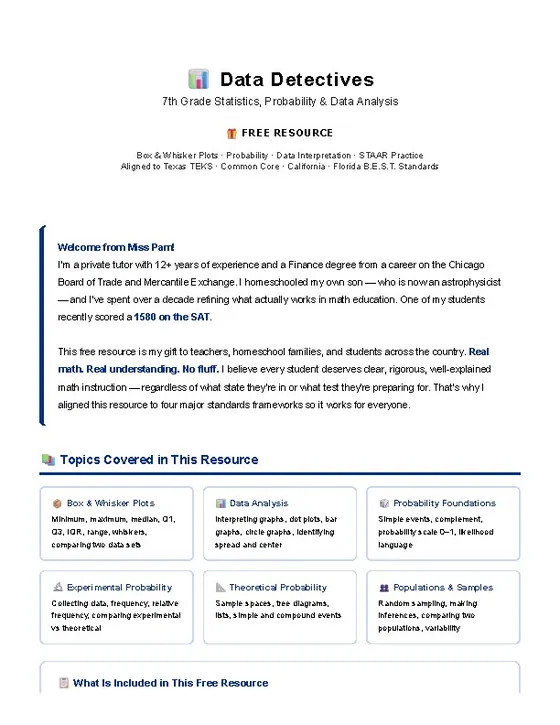 Data Detectives
7th Grade Statistics, Probability & Data Analysis
FREE RESOURCE
Box & Whisker Plots · Probability · Data Interpretation · STAAR Practice
Aligned to Texas TEKS · Common Core · California · Florida B.E.S.T. Standards
Welcome from Miss Pam!
I'm a private tutor with 12+ years of experience and a Finance degree from a career on the Chicago
Board of Trade and Mercantile Exchange. I homeschooled my own son — who is now an astrophysicist
— and I've spent over a decade refining what actually works in math education. One of my students
recently scored a 1580 on the SAT.
This free resource is my gift to teachers, homeschool families, and students across the country. Real
math. Real understanding. No fluff. I believe every student deserves clear, rigorous, well-explained
math instruction — regardless of what state they're in or what test they're preparing for. That's why I
aligned this resource to four major standards frameworks so it works for everyone.
Topics Covered in This Resource
Box & Whisker Plots
Minimum, maximum, median, Q1,
Q3, IQR, range, whiskers,
comparing two data sets
Data Analysis
Interpreting graphs, dot plots, bar
graphs, circle graphs, identifying
spread and center
Probability Foundations
Simple events, complement,
probability scale 0–1, likelihood
language
Experimental Probability
Collecting data, frequency, relative
frequency, comparing experimental
vs theoretical
Theoretical Probability
Sample spaces, tree diagrams,
lists, simple and compound events
Populations & Samples
Random sampling, making
inferences, comparing two
populations, variability
What Is Included in This Free Resource